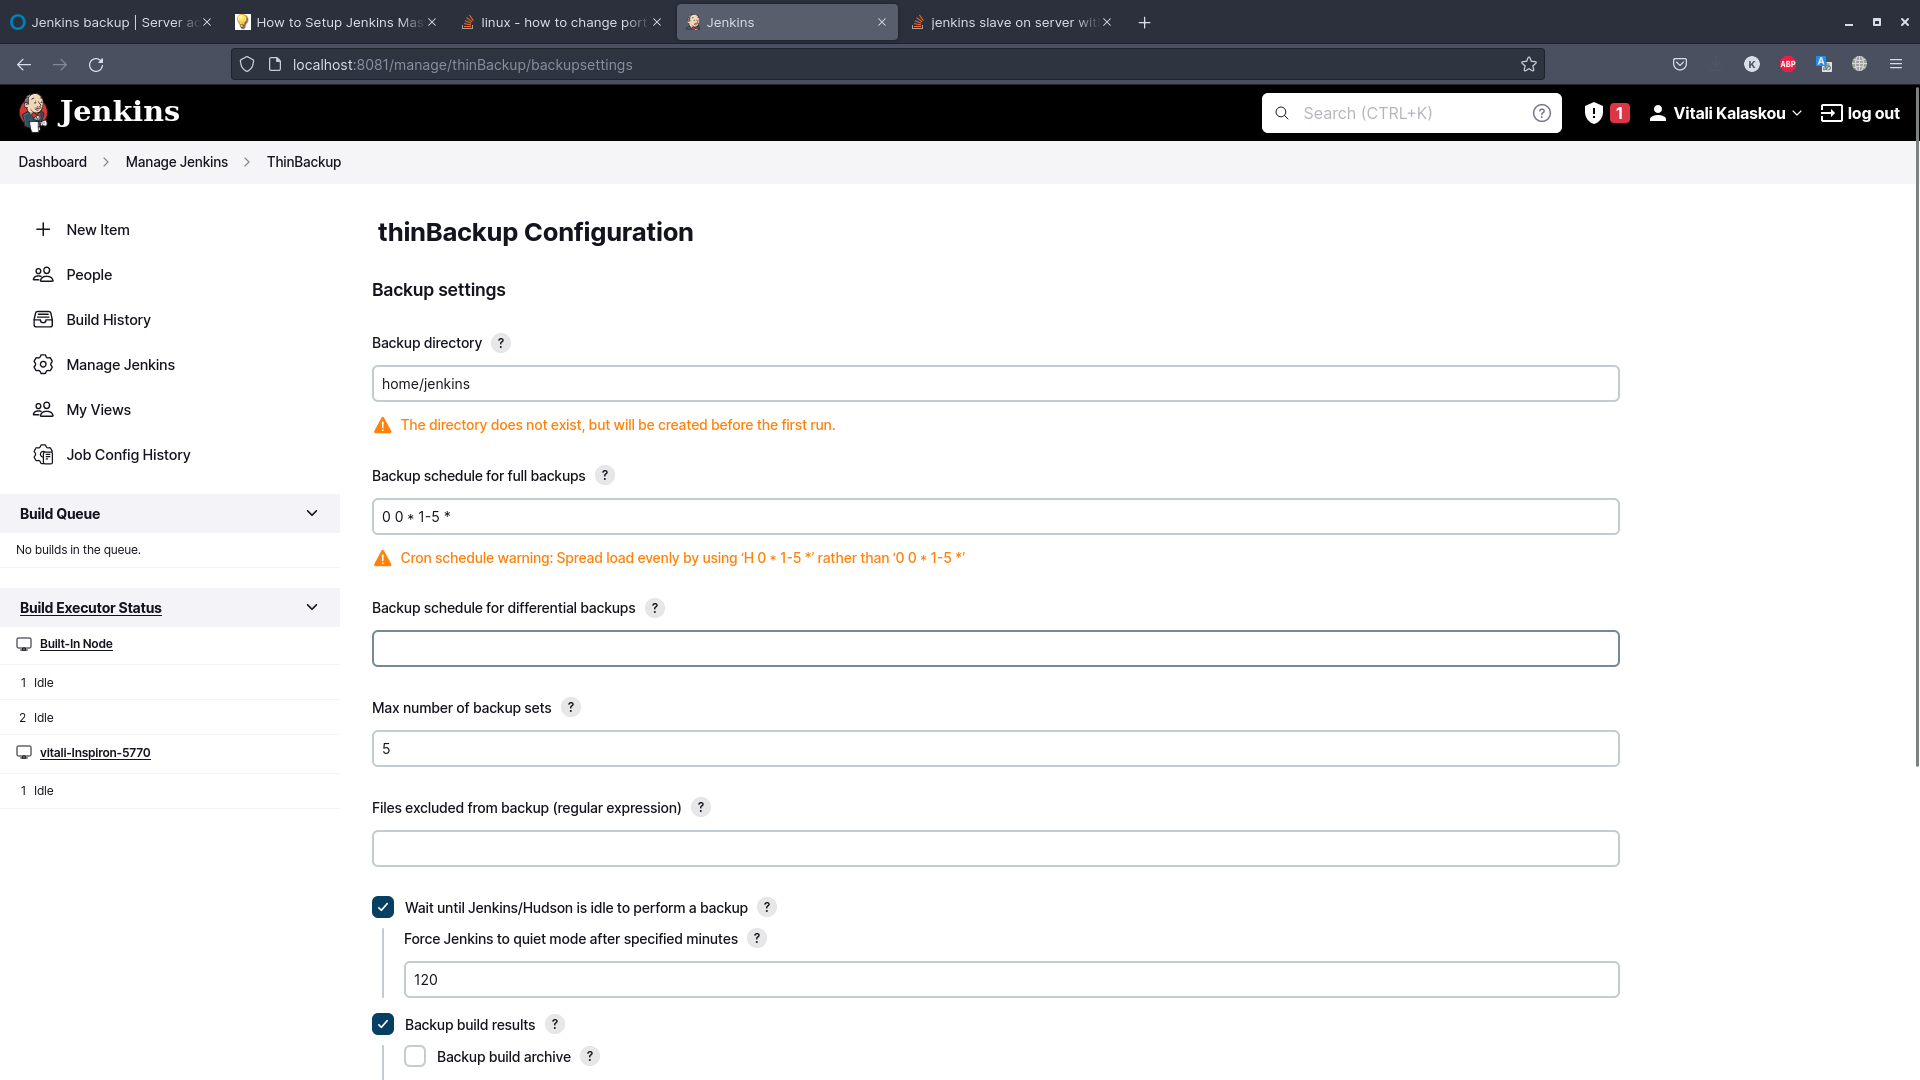 Jenkins backup | Server ad
How to Setup Jenkins Mas
linux - how to change port
Jenkins
jenkins slave on server with
localhost:8081/manage/thinBackup/backupsettings
K
ABP
Jenkins
Search (CTRL+K)
?
1
Vitali Kalaskou
log out
Dashboard
Manage Jenkins
ThinBackup
New Item
People
Build History
Manage Jenkins
My Views
Job Config History
Build Queue
No builds in the queue.
Build Executor Status
Built-In Node
1 Idle
2 Idle
vitali-Inspiron-5770
1 Idle
thinBackup Configuration
Backup settings
Backup directory ?
home/jenkins
The directory does not exist, but will be created before the first run.
Backup schedule for full backups ?
0 0 * 1-5 *
Cron schedule warning: Spread load evenly by using ‘H 0 * 1-5 *’ rather than ‘0 0 * 1-5 *’
Backup schedule for differential backups ?
Max number of backup sets ?
5
Files excluded from backup (regular expression) ?
Wait until Jenkins/Hudson is idle to perform a backup ?
Force Jenkins to quiet mode after specified minutes ?
120
Backup build results ?
Backup build archive ?